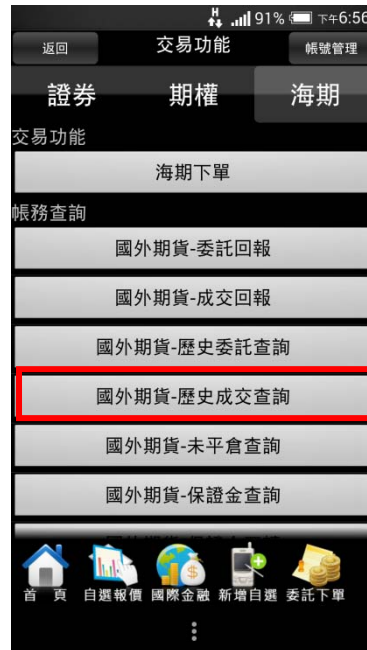 H 91% 下午6:56
返回 交易功能 帳號管理
證券 期權 海期
交易功能
海期下單
帳務查詢
國外期貨-委託回報
國外期貨-成交回報
國外期貨-歷史委託查詢
國外期貨-歷史成交查詢
國外期貨-未平倉查詢
國外期貨-保證金查詢
首 頁 自選報價 國際金融 新增自選 委託下單